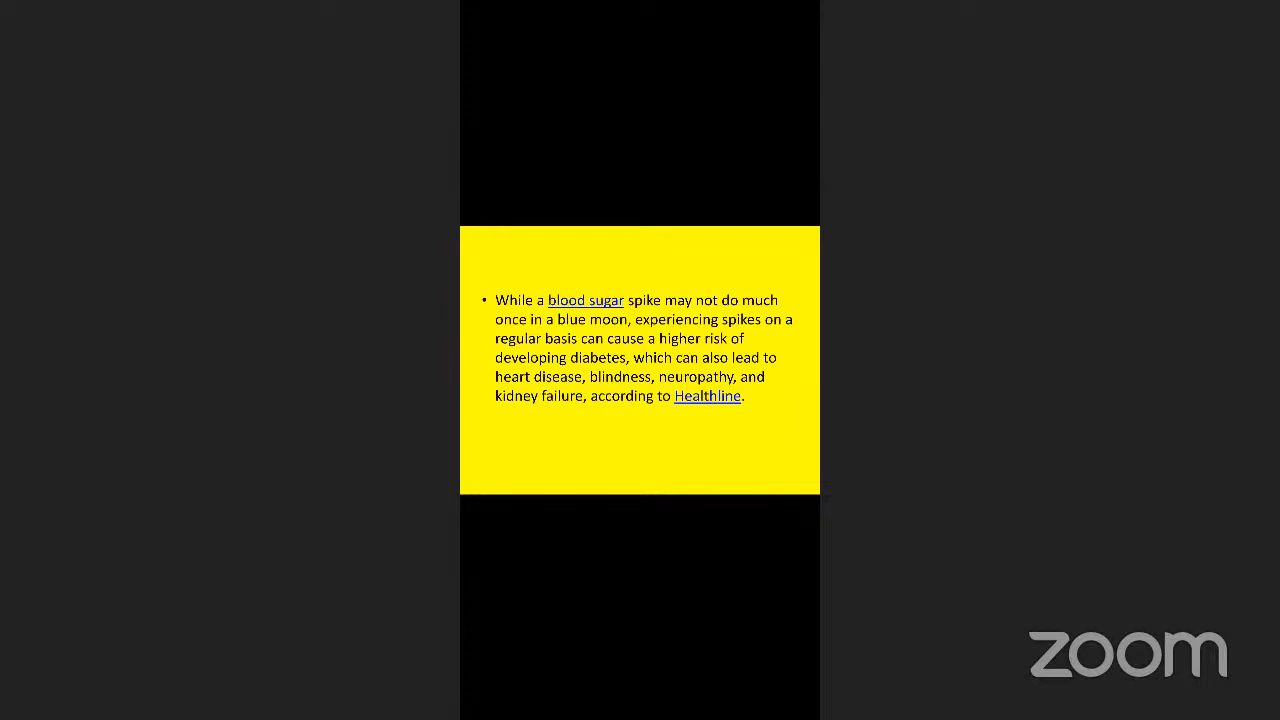 • While a blood sugar spike may not do much
once in a blue moon, experiencing spikes on a
regular basis can cause a higher risk of
developing diabetes, which can also lead to
heart disease, blindness, neuropathy, and
kidney failure, according to Healthline.
zoom